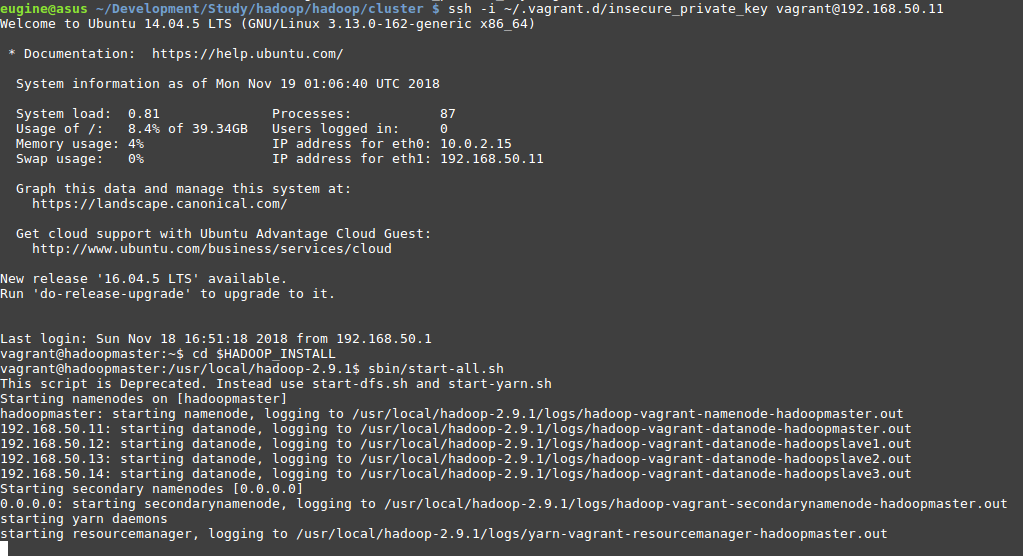 eugine@asus ~/Development/Study/hadoop/hadoop/cluster $ ssh -i ~/.vagrant.d/insecure_private_key vagrant@192.168.50.11
Welcome to Ubuntu 14.04.5 LTS (GNU/Linux 3.13.0-162-generic x86_64)
* Documentation:  https://help.ubuntu.com/
System information as of Mon Nov 19 01:06:40 UTC 2018
System load:  0.81              Processes:           87
Usage of /:   8.4% of 39.34GB   Users logged in:     0
Memory usage: 4%                IP address for eth0: 10.0.2.15
Swap usage:   0%                IP address for eth1: 192.168.50.11
Graph this data and manage this system at:
https://landscape.canonical.com/
Get cloud support with Ubuntu Advantage Cloud Guest:
http://www.ubuntu.com/business/services/cloud
New release '16.04.5 LTS' available.
Run 'do-release-upgrade' to upgrade to it.
Last login: Sun Nov 18 16:51:18 2018 from 192.168.50.1
vagrant@hadoopmaster:~$ cd $HADOOP_INSTALL
vagrant@hadoopmaster:/usr/local/hadoop-2.9.1$ sbin/start-all.sh
This script is Deprecated. Instead use start-dfs.sh and start-yarn.sh
Starting namenodes on [hadoopmaster]
hadoopmaster: starting namenode, logging to /usr/local/hadoop-2.9.1/logs/hadoop-vagrant-namenode-hadoopmaster.out
192.168.50.11: starting datanode, logging to /usr/local/hadoop-2.9.1/logs/hadoop-vagrant-datanode-hadoopmaster.out
192.168.50.12: starting datanode, logging to /usr/local/hadoop-2.9.1/logs/hadoop-vagrant-datanode-hadoopslave1.out
192.168.50.13: starting datanode, logging to /usr/local/hadoop-2.9.1/logs/hadoop-vagrant-datanode-hadoopslave2.out
192.168.50.14: starting datanode, logging to /usr/local/hadoop-2.9.1/logs/hadoop-vagrant-datanode-hadoopslave3.out
Starting secondary namenodes [0.0.0.0]
0.0.0.0: starting secondarynamenode, logging to /usr/local/hadoop-2.9.1/logs/hadoop-vagrant-secondarynamenode-hadoopmaster.out
starting yarn daemons
starting resourcemanager, logging to /usr/local/hadoop-2.9.1/logs/yarn-vagrant-resourcemanager-hadoopmaster.out